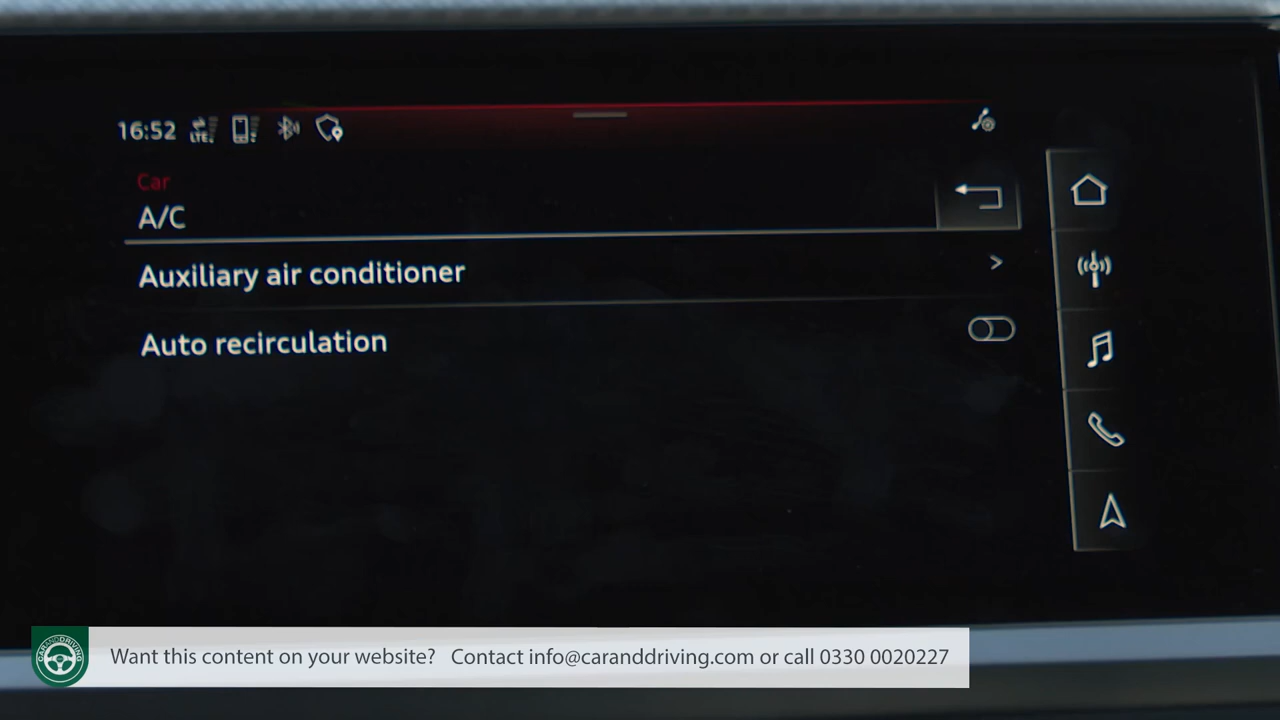 16:52 LTE
Car
A/C
Auxiliary air conditioner
Auto recirculation
CARANDDRIVING
Want this content on your website? Contact info@caranddriving.com or call 0330 0020227